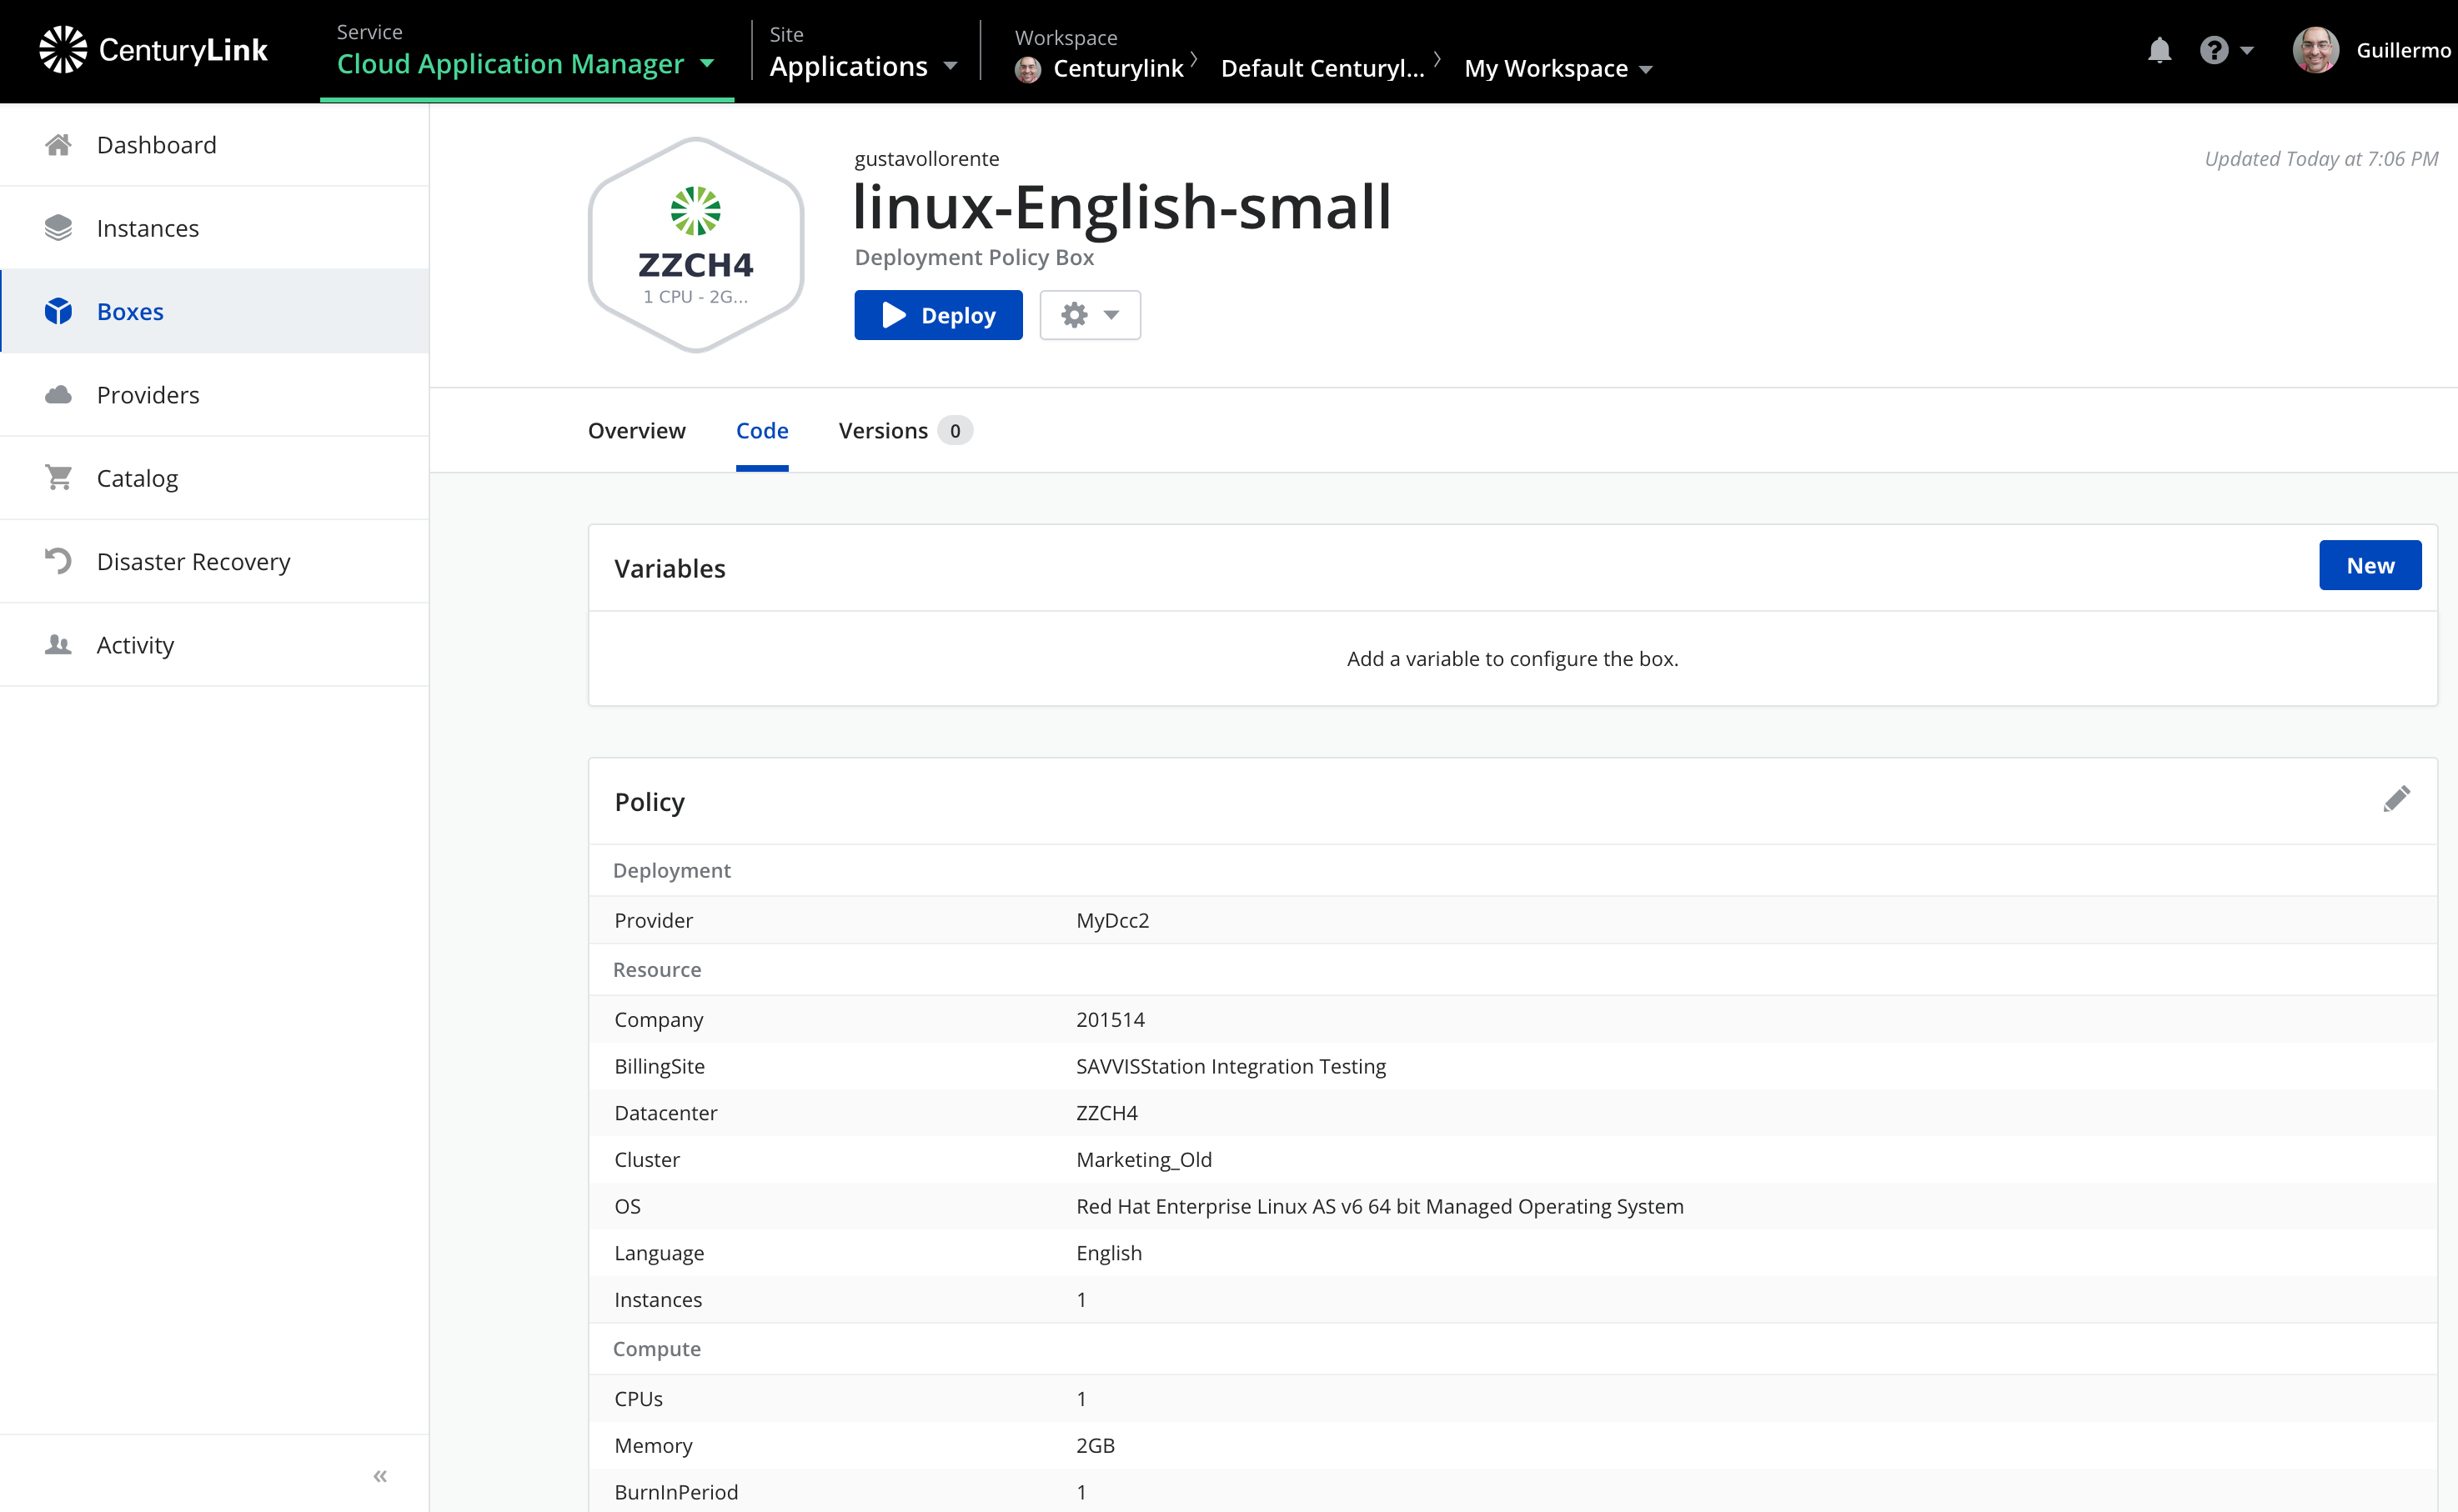 CenturyLink
Service
Cloud Application Manager
Site
Applications
Workspace
Centurylink
Default Centuryl...
My Workspace
Guillermo
Dashboard
Instances
Boxes
Providers
Catalog
Disaster Recovery
Activity
«
ZZCH4
1 CPU - 2G...
gustavollorente
linux-English-small
Deployment Policy Box
Deploy
Updated Today at 7:06 PM
Overview
Code
Versions 0
Variables
New
Add a variable to configure the box.
Policy
Deployment
Provider MyDcc2
Resource
Company 201514
BillingSite SAVVISStation Integration Testing
Datacenter ZZCH4
Cluster Marketing_Old
OS Red Hat Enterprise Linux AS v6 64 bit Managed Operating System
Language English
Instances 1
Compute
CPUs 1
Memory 2GB
BurnInPeriod 1